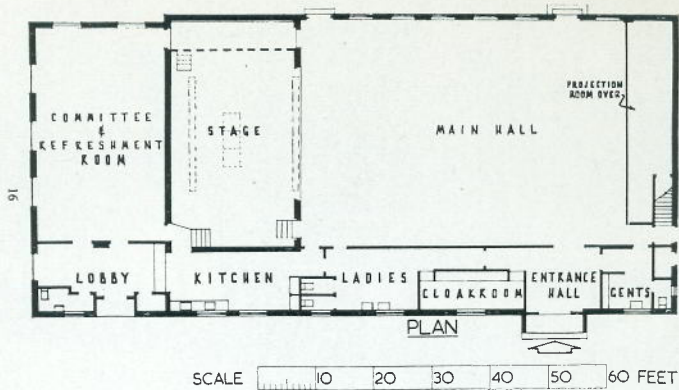 COMMITTEE
&
REFRESHMENT
ROOM
STAGE
MAIN HALL
PROJECTION
ROOM OVER
16
LOBBY
KITCHEN
LADIES
CLOAKROOM
ENTRANCE
HALL
GENTS
PLAN
SCALE 10 20 30 40 50 60 FEET